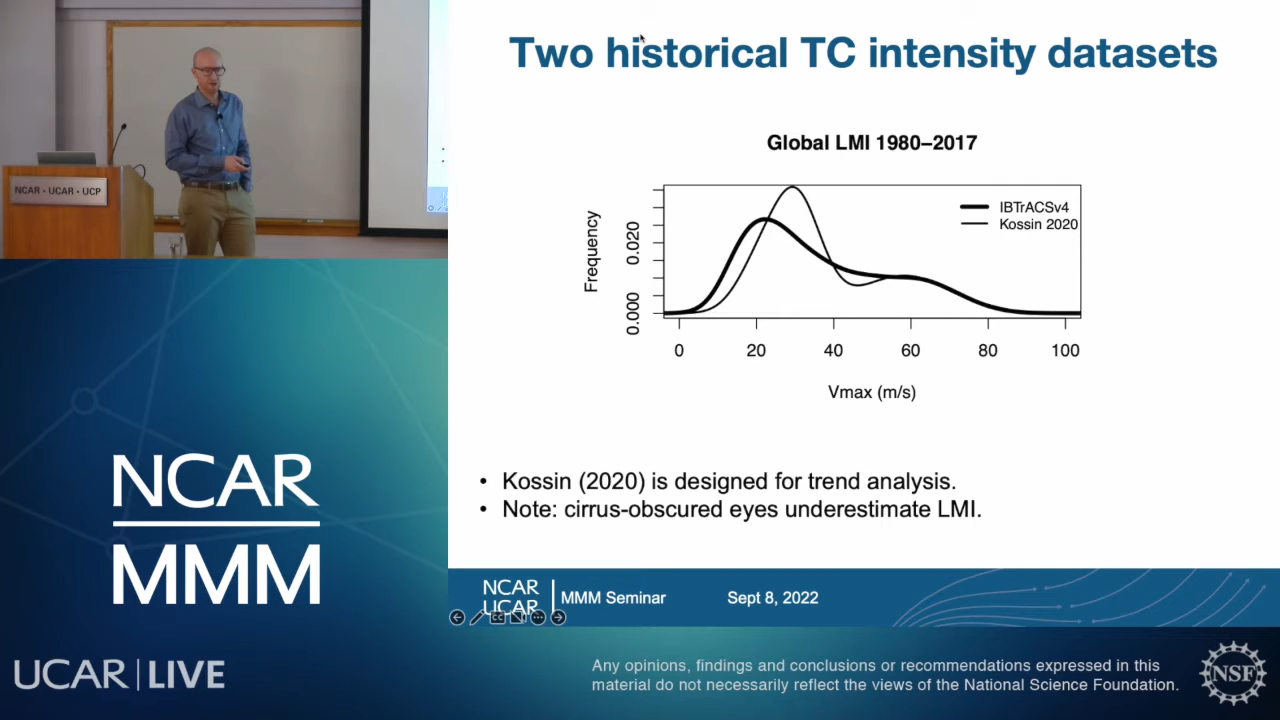 NCAR • UCAR • UCP
Two historical TC intensity datasets
Global LMI 1980–2017
IBTrACSv4
Kossin 2020
Frequency
0.020
0.000
0 20 40 60 80 100
Vmax (m/s)
• Kossin (2020) is designed for trend analysis.
• Note: cirrus-obscured eyes underestimate LMI.
NCAR
UCAR
MMM Seminar
Sept 8, 2022
CC
NCAR
MMM
UCAR | LIVE
Any opinions, findings and conclusions or recommendations expressed in this
material do not necessarily reflect the views of the National Science Foundation.
NSF